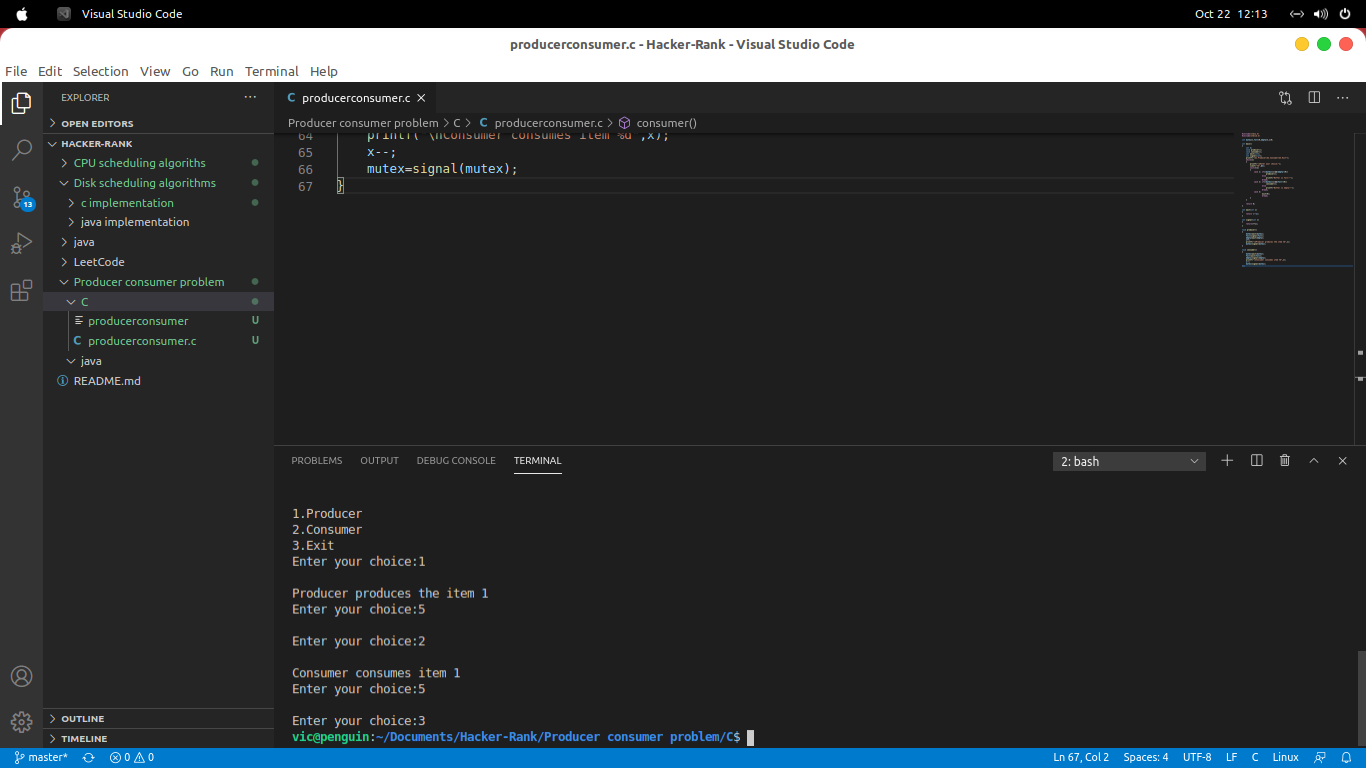 Visual Studio Code
Oct 22 12:13
producerconsumer.c - Hacker-Rank - Visual Studio Code
File Edit Selection View Go Run Terminal Help
EXPLORER
OPEN EDITORS
HACKER-RANK
CPU scheduling algoriths
Disk scheduling algorithms
c implementation
java implementation
java
LeetCode
Producer consumer problem
C
producerconsumer U
C producerconsumer.c U
java
README.md
OUTLINE
TIMELINE
13
C producerconsumer.c
Producer consumer problem > C > C producerconsumer.c > consumer()
64 printf("\nConsumer consumes item %d",x);
65 x--;
66 mutex=signal(mutex);
67 }
PROBLEMS OUTPUT DEBUG CONSOLE TERMINAL
2: bash
1.Producer
2.Consumer
3.Exit
Enter your choice:1
Producer produces the item 1
Enter your choice:5
Enter your choice:2
Consumer consumes item 1
Enter your choice:5
Enter your choice:3
vic@penguin:~/Documents/Hacker-Rank/Producer consumer problem/C$
master* 0 0
Ln 67, Col 2 Spaces: 4 UTF-8 LF C Linux